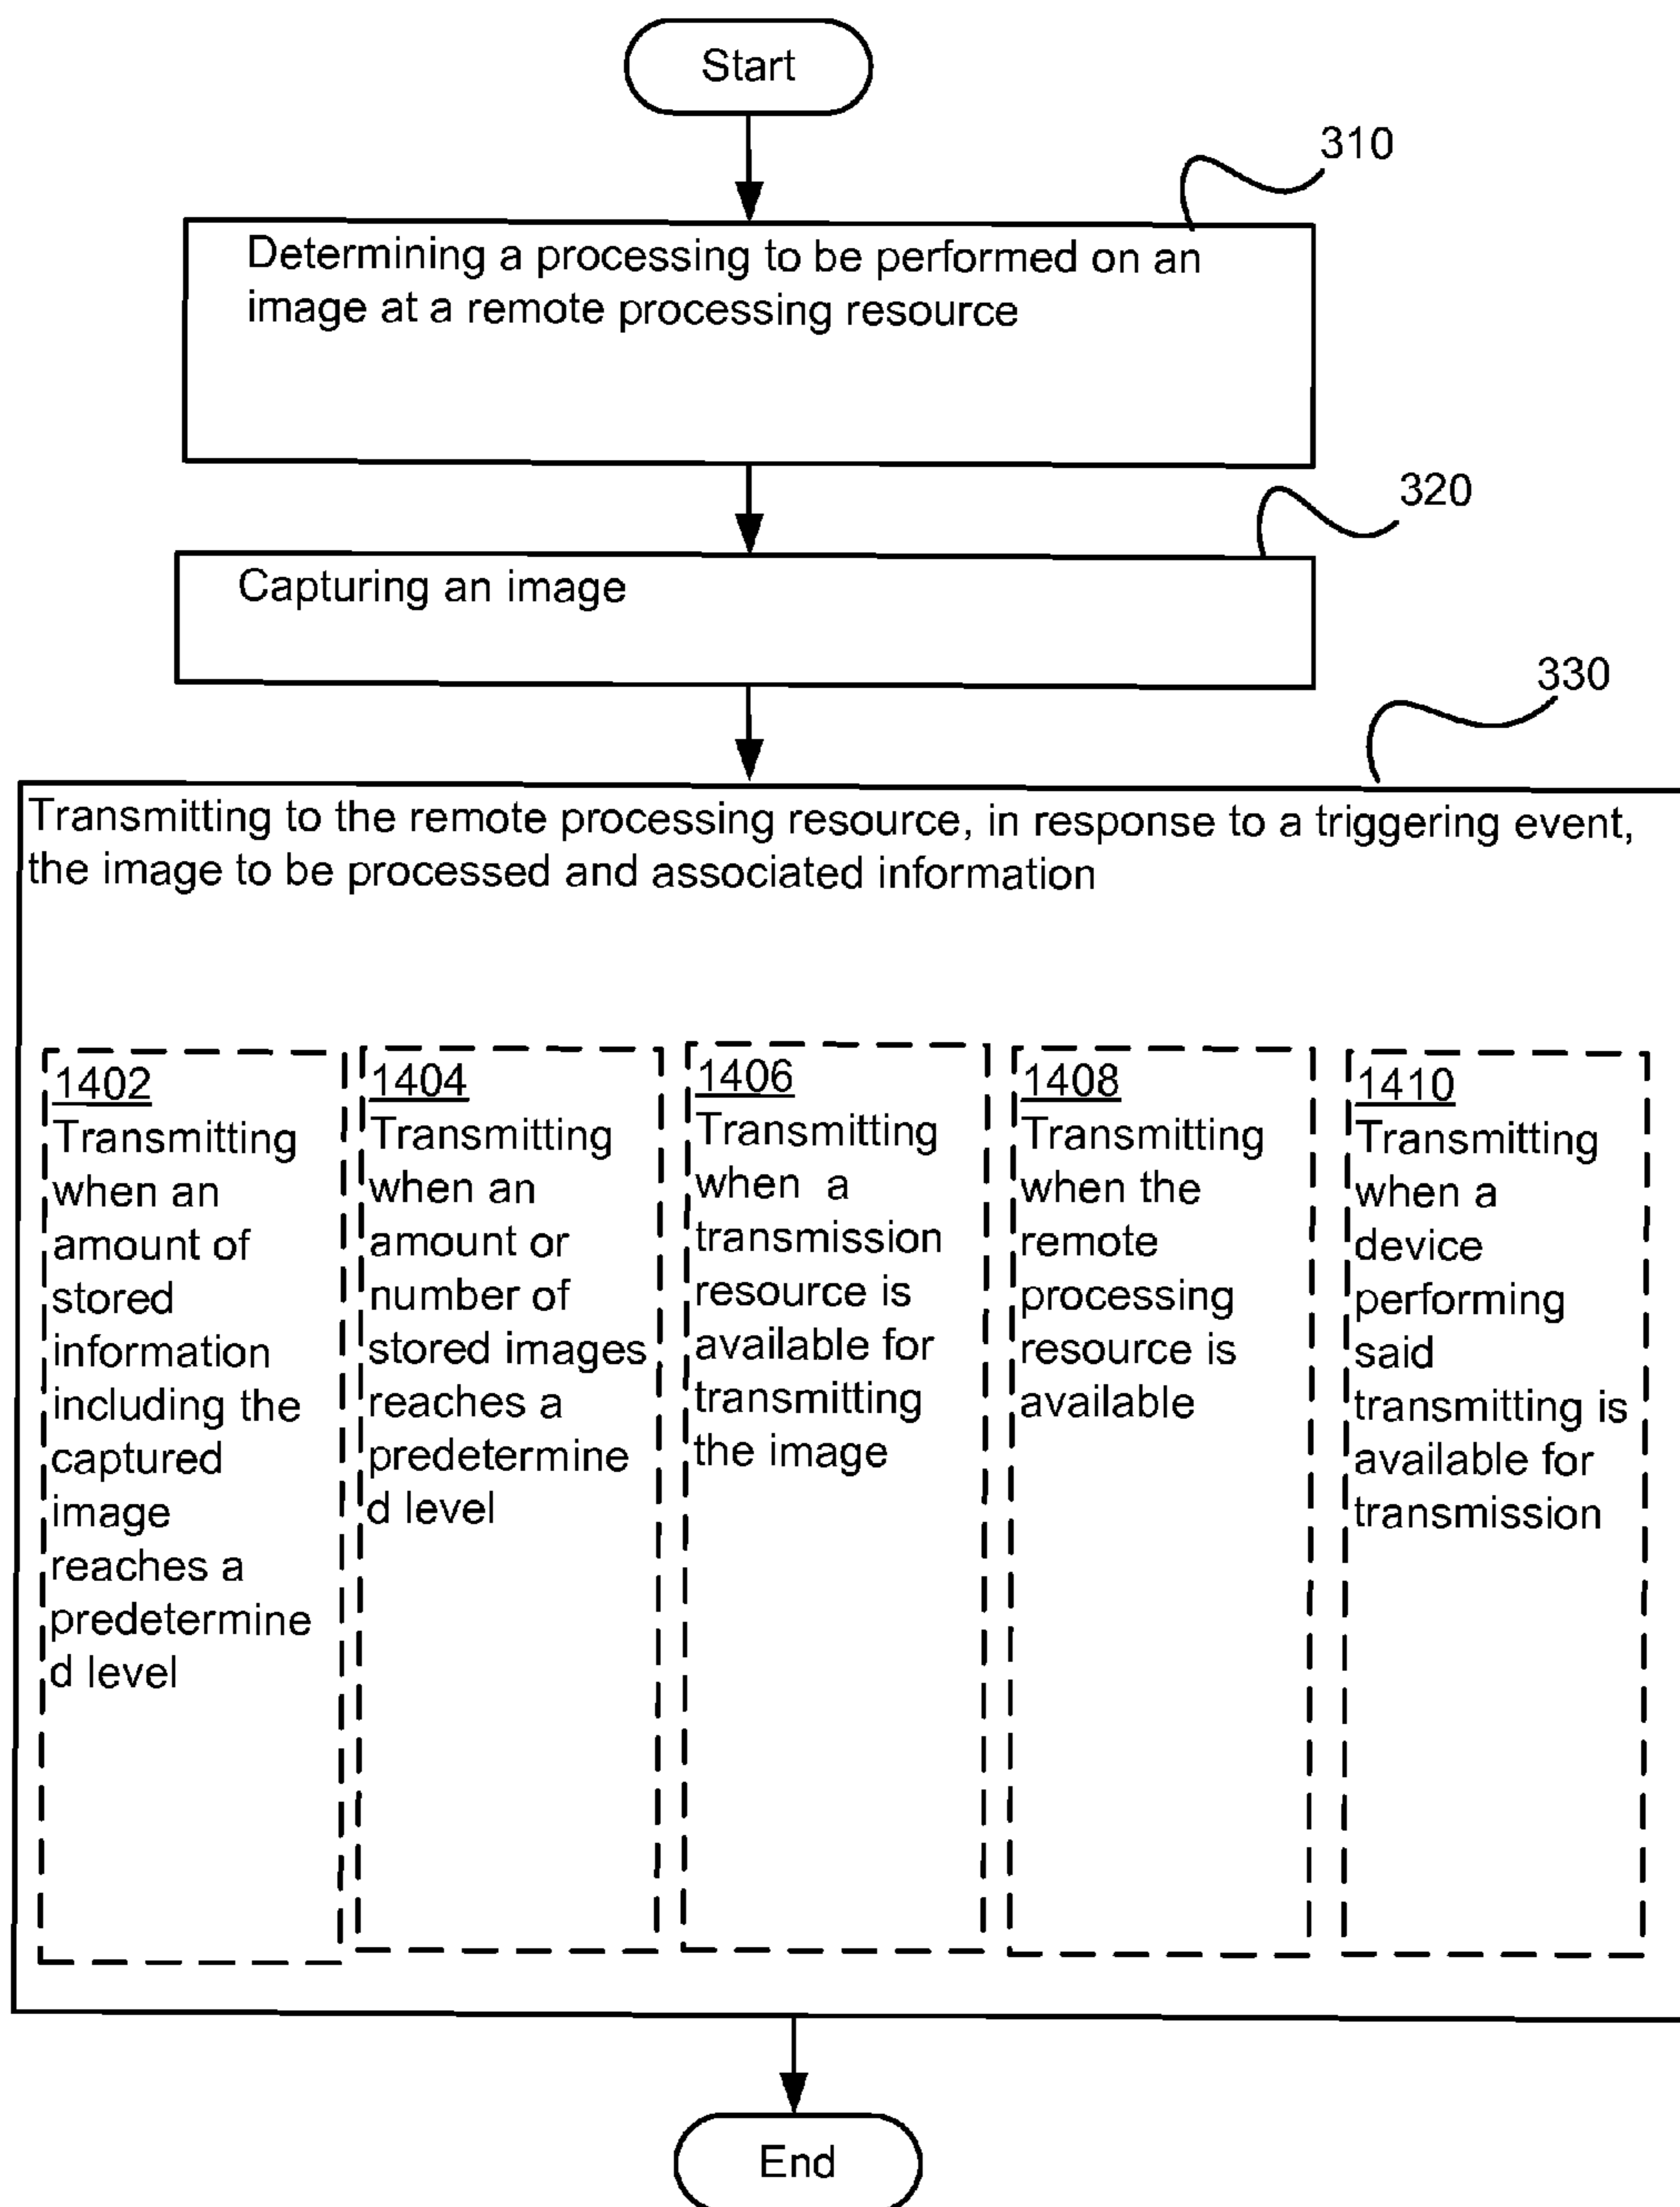 Start
310
Determining a processing to be performed on an
image at a remote processing resource
320
Capturing an image
330
Transmitting to the remote processing resource, in response to a triggering event,
the image to be processed and associated information
1402
Transmitting
when an
amount of
stored
information
including the
captured
image
reaches a
predetermine
d level
1404
Transmitting
when an
amount or
number of
stored images
reaches a
predetermine
d level
1406
Transmitting
when a
transmission
resource is
available for
transmitting
the image
1408
Transmitting
when the
remote
processing
resource is
available
1410
Transmitting
when a
device
performing
said
transmitting is
available for
transmission
End